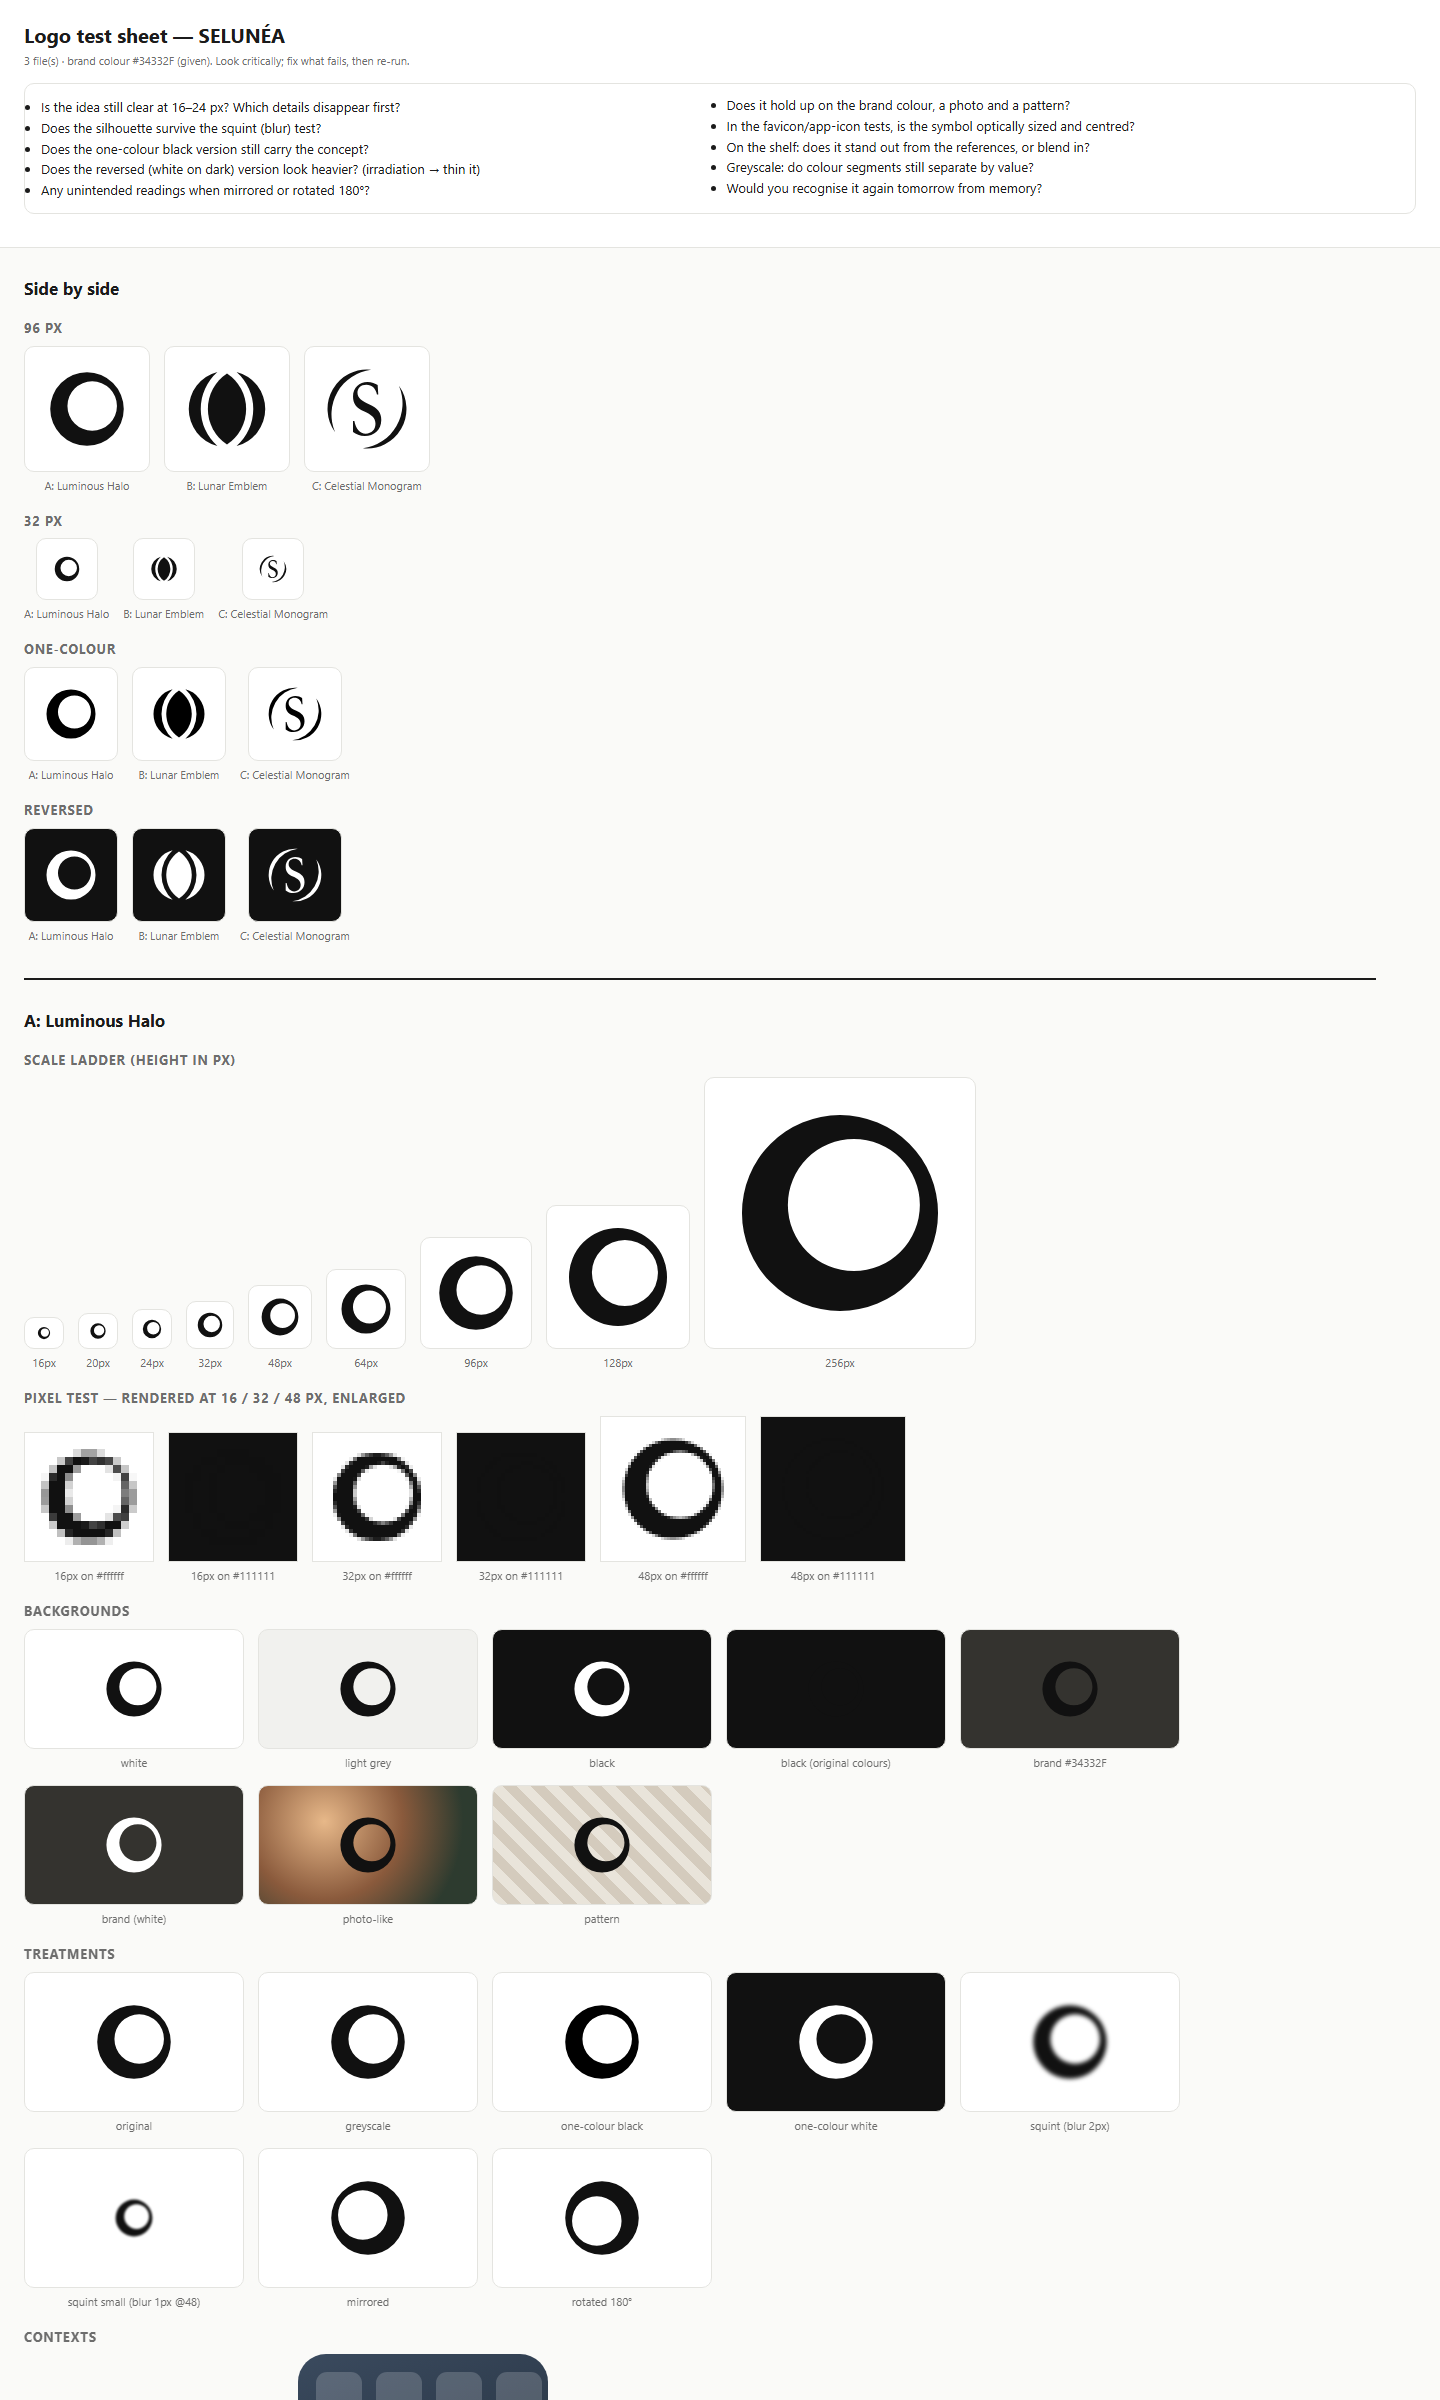 Logo test sheet — SELUNÉA
3 file(s) · brand colour #34332F (given). Look critically; fix what fails, then re-run.
Is the idea still clear at 16–24 px? Which details disappear first?
Does the silhouette survive the squint (blur) test?
Does the one-colour black version still carry the concept?
Does the reversed (white on dark) version look heavier? (irradiation → thin it)
Any unintended readings when mirrored or rotated 180°?
Does it hold up on the brand colour, a photo and a pattern?
In the favicon/app-icon tests, is the symbol optically sized and centred?
On the shelf: does it stand out from the references, or blend in?
Greyscale: do colour segments still separate by value?
Would you recognise it again tomorrow from memory?
Side by side
96 PX
S
A: Luminous Halo B: Lunar Emblem C: Celestial Monogram
32 PX
S
A: Luminous Halo B: Lunar Emblem C: Celestial Monogram
ONE-COLOUR
S
A: Luminous Halo B: Lunar Emblem C: Celestial Monogram
REVERSED
S
A: Luminous Halo B: Lunar Emblem C: Celestial Monogram
A: Luminous Halo
SCALE LADDER (HEIGHT IN PX)
16px 20px 24px 32px 48px 64px 96px 128px 256px
PIXEL TEST — RENDERED AT 16 / 32 / 48 PX, ENLARGED
16px on #ffffff 16px on #111111 32px on #ffffff 32px on #111111 48px on #ffffff 48px on #111111
BACKGROUNDS
white light grey black black (original colours) brand #34332F
brand (white) photo-like pattern
TREATMENTS
original greyscale one-colour black one-colour white squint (blur 2px)
squint small (blur 1px @48) mirrored rotated 180°
CONTEXTS